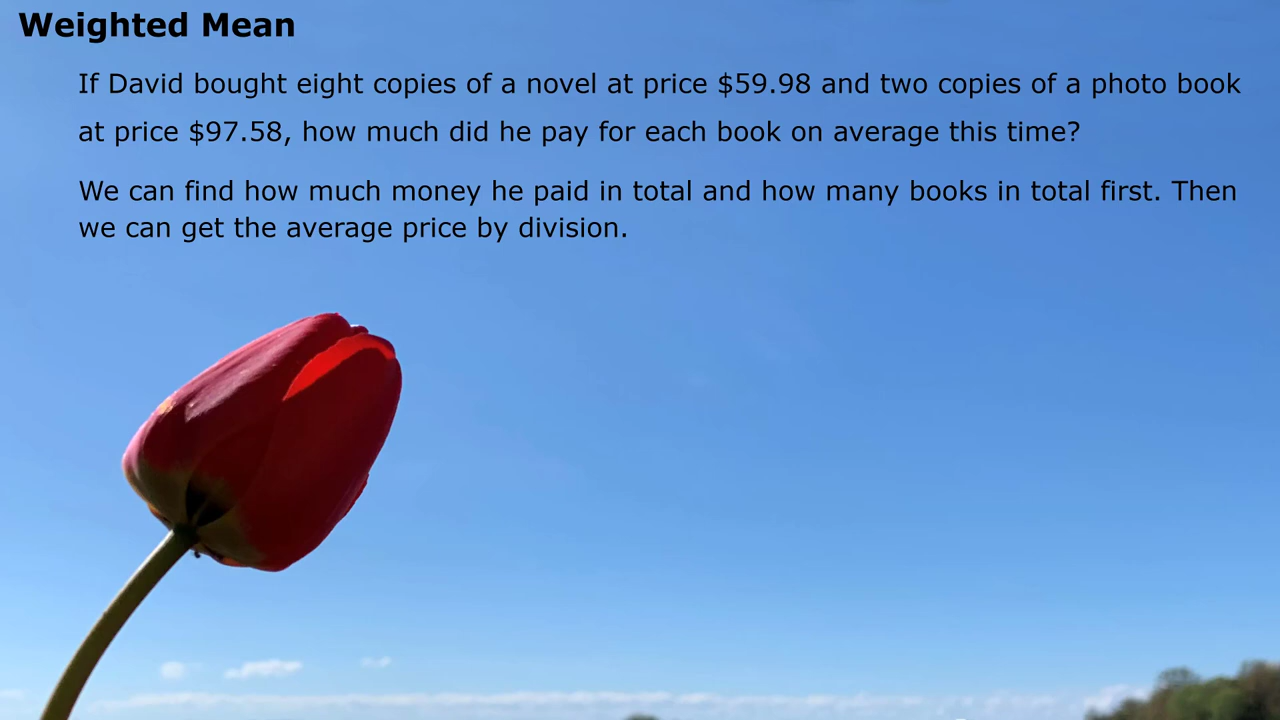 Weighted Mean
If David bought eight copies of a novel at price $59.98 and two copies of a photo book
at price $97.58, how much did he pay for each book on average this time?
We can find how much money he paid in total and how many books in total first. Then
we can get the average price by division.